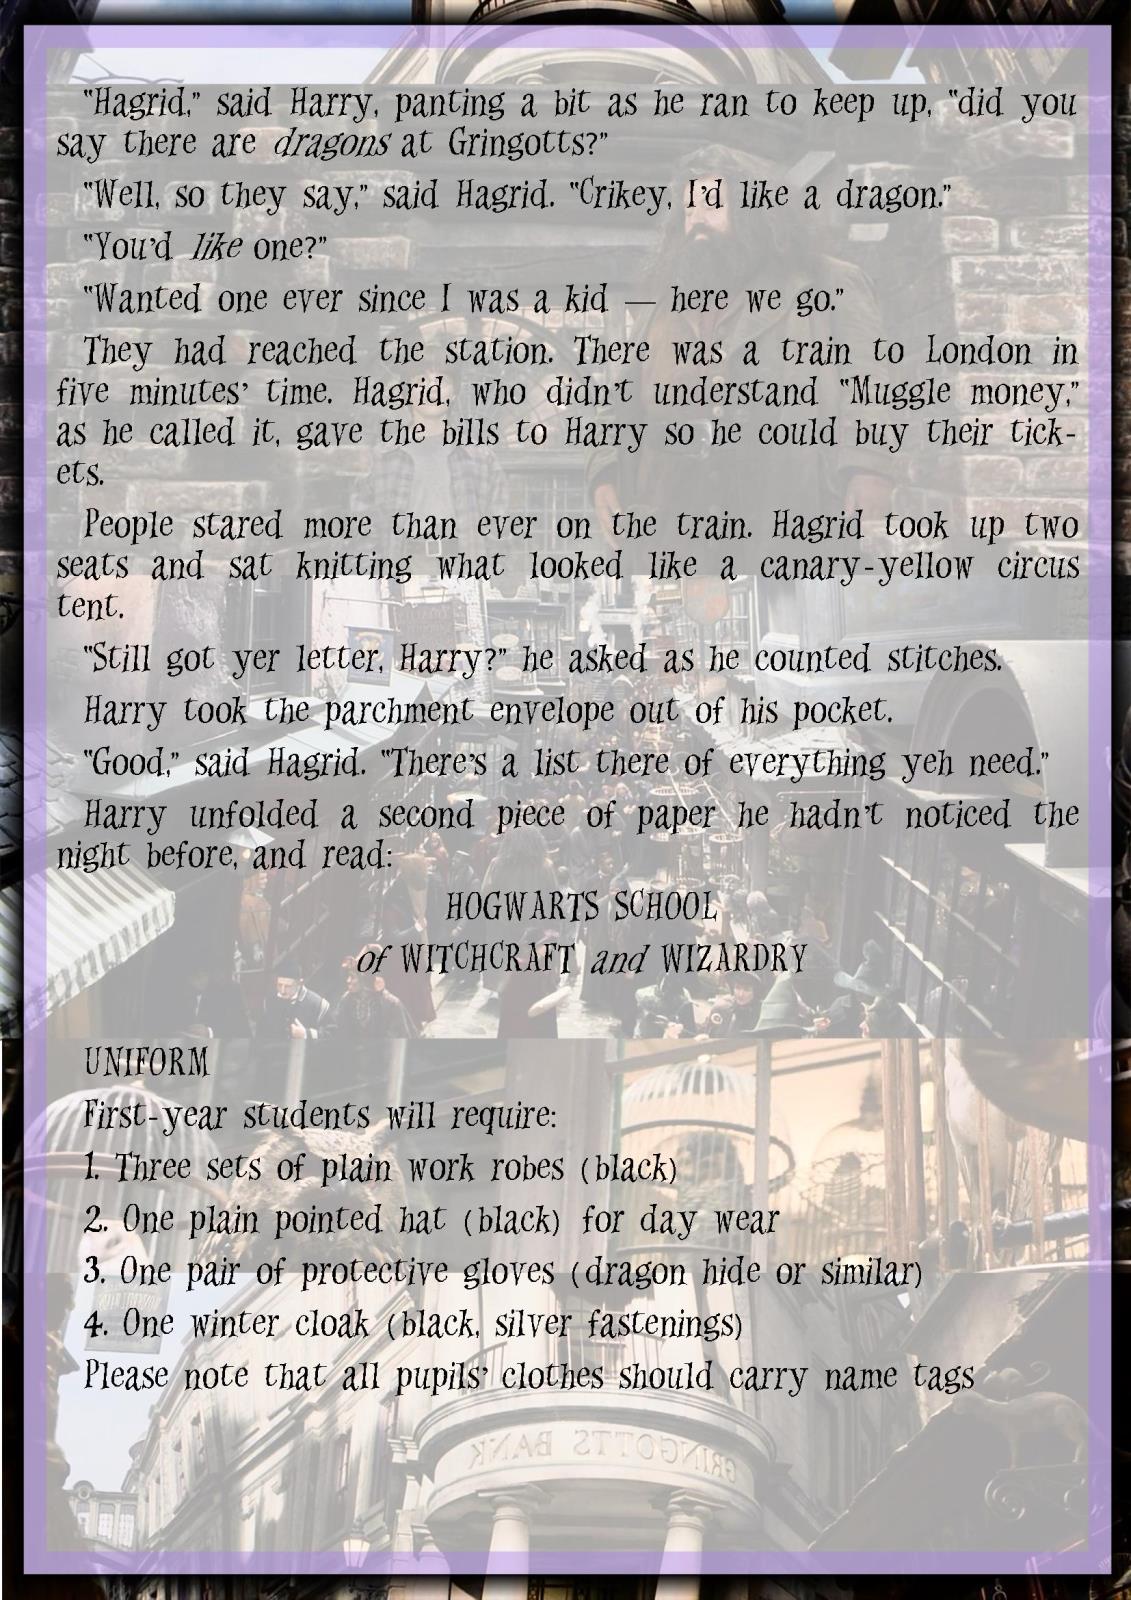 "Hagrid," said Harry, panting a bit as he ran to keep up, "did you
say there are dragons at Gringotts?"
"Well, so they say," said Hagrid. "Crikey, I'd like a dragon."
"You'd like one?"
"Wanted one ever since I was a kid — here we go."
They had reached the station. There was a train to London in
five minutes' time. Hagrid, who didn't understand "Muggle money,"
as he called it, gave the bills to Harry so he could buy their tick-
ets.
People stared more than ever on the train. Hagrid took up two
seats and sat knitting what looked like a canary-yellow circus
tent.
"Still got yer letter, Harry?" he asked as he counted stitches.
Harry took the parchment envelope out of his pocket.
"Good," said Hagrid. "There's a list there of everything yeh need."
Harry unfolded a second piece of paper he hadn't noticed the
night before, and read:
HOGWARTS SCHOOL
of WITCHCRAFT and WIZARDRY
UNIFORM
First-year students will require:
1. Three sets of plain work robes (black)
2. One plain pointed hat (black) for day wear
3. One pair of protective gloves (dragon hide or similar)
4. One winter cloak (black, silver fastenings)
Please note that all pupils' clothes should carry name tags
GRINGOTTS BANK